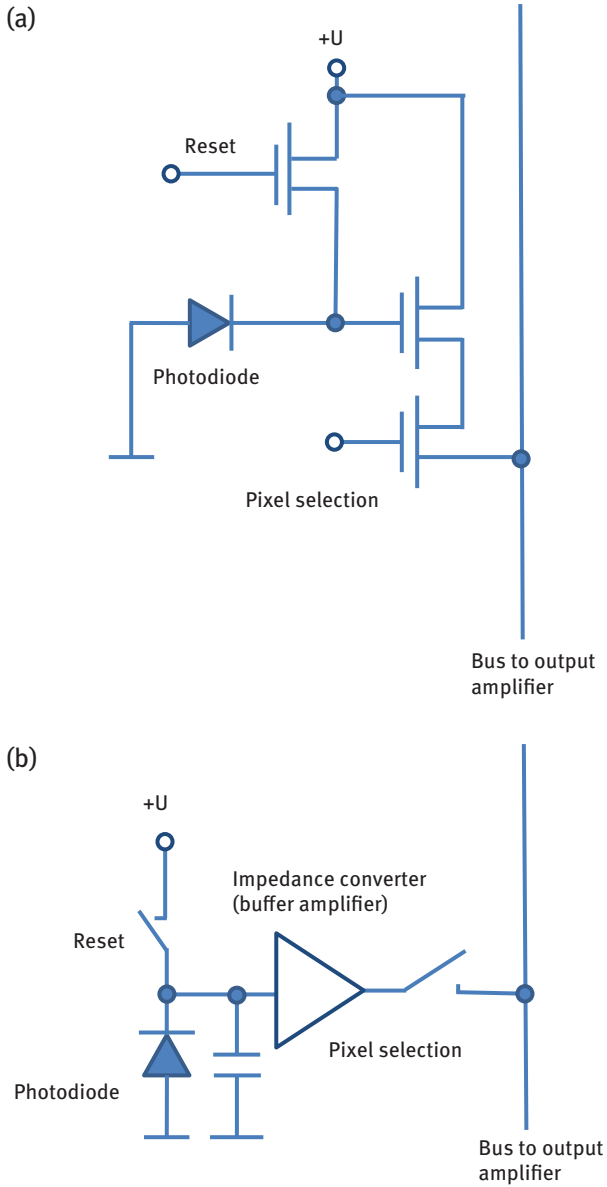 (a)
+U
Reset
Photodiode
Pixel selection
Bus to output
amplifier
(b)
+U
Impedance converter
(buffer amplifier)
Reset
Pixel selection
Photodiode
Bus to output
amplifier